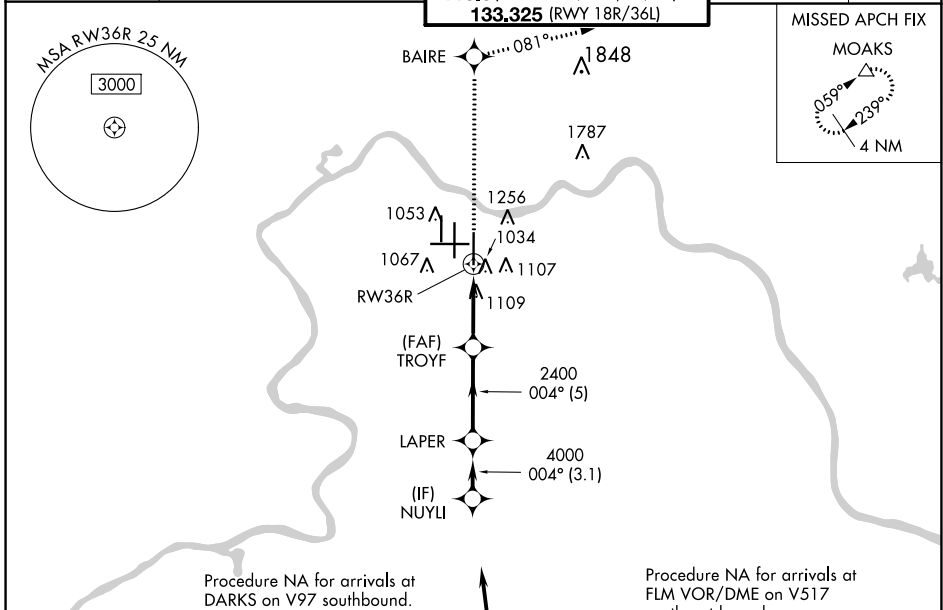 133.325 (RWY 18R/36L)
MSA RW36R 25 NM
3000
BAIRE
081°
1848
MISSED APCH FIX
MOAKS
059°
239°
4 NM
1787
1256
1053
1034
1067
1107
RW36R
1109
(FAF)
TROYF
2400
004° (5)
LAPER
4000
004° (3.1)
(IF)
NUYLI
Procedure NA for arrivals at
DARKS on V97 southbound.
Procedure NA for arrivals at
FLM VOR/DME on V517